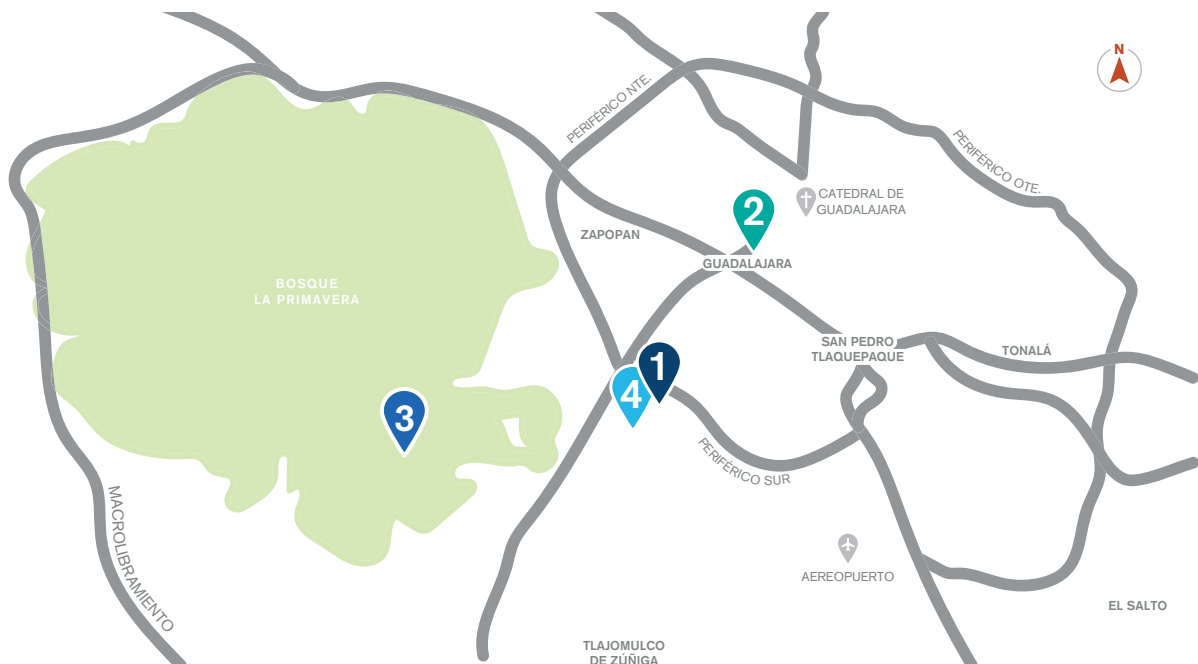 N
PERIFÉRICO NTE.
PERIFÉRICO OTE.
CATEDRAL DE
GUADALAJARA
2
ZAPOPAN
GUADALAJARA
BOSQUE
LA PRIMAVERA
SAN PEDRO
TLAQUEPAQUE
TONALÁ
1
4
3
PERIFÉRICO SUR
MACROLIBRAMIENTO
AEREOPUERTO
EL SALTO
TLAJOMULCO
DE ZÚÑIGA